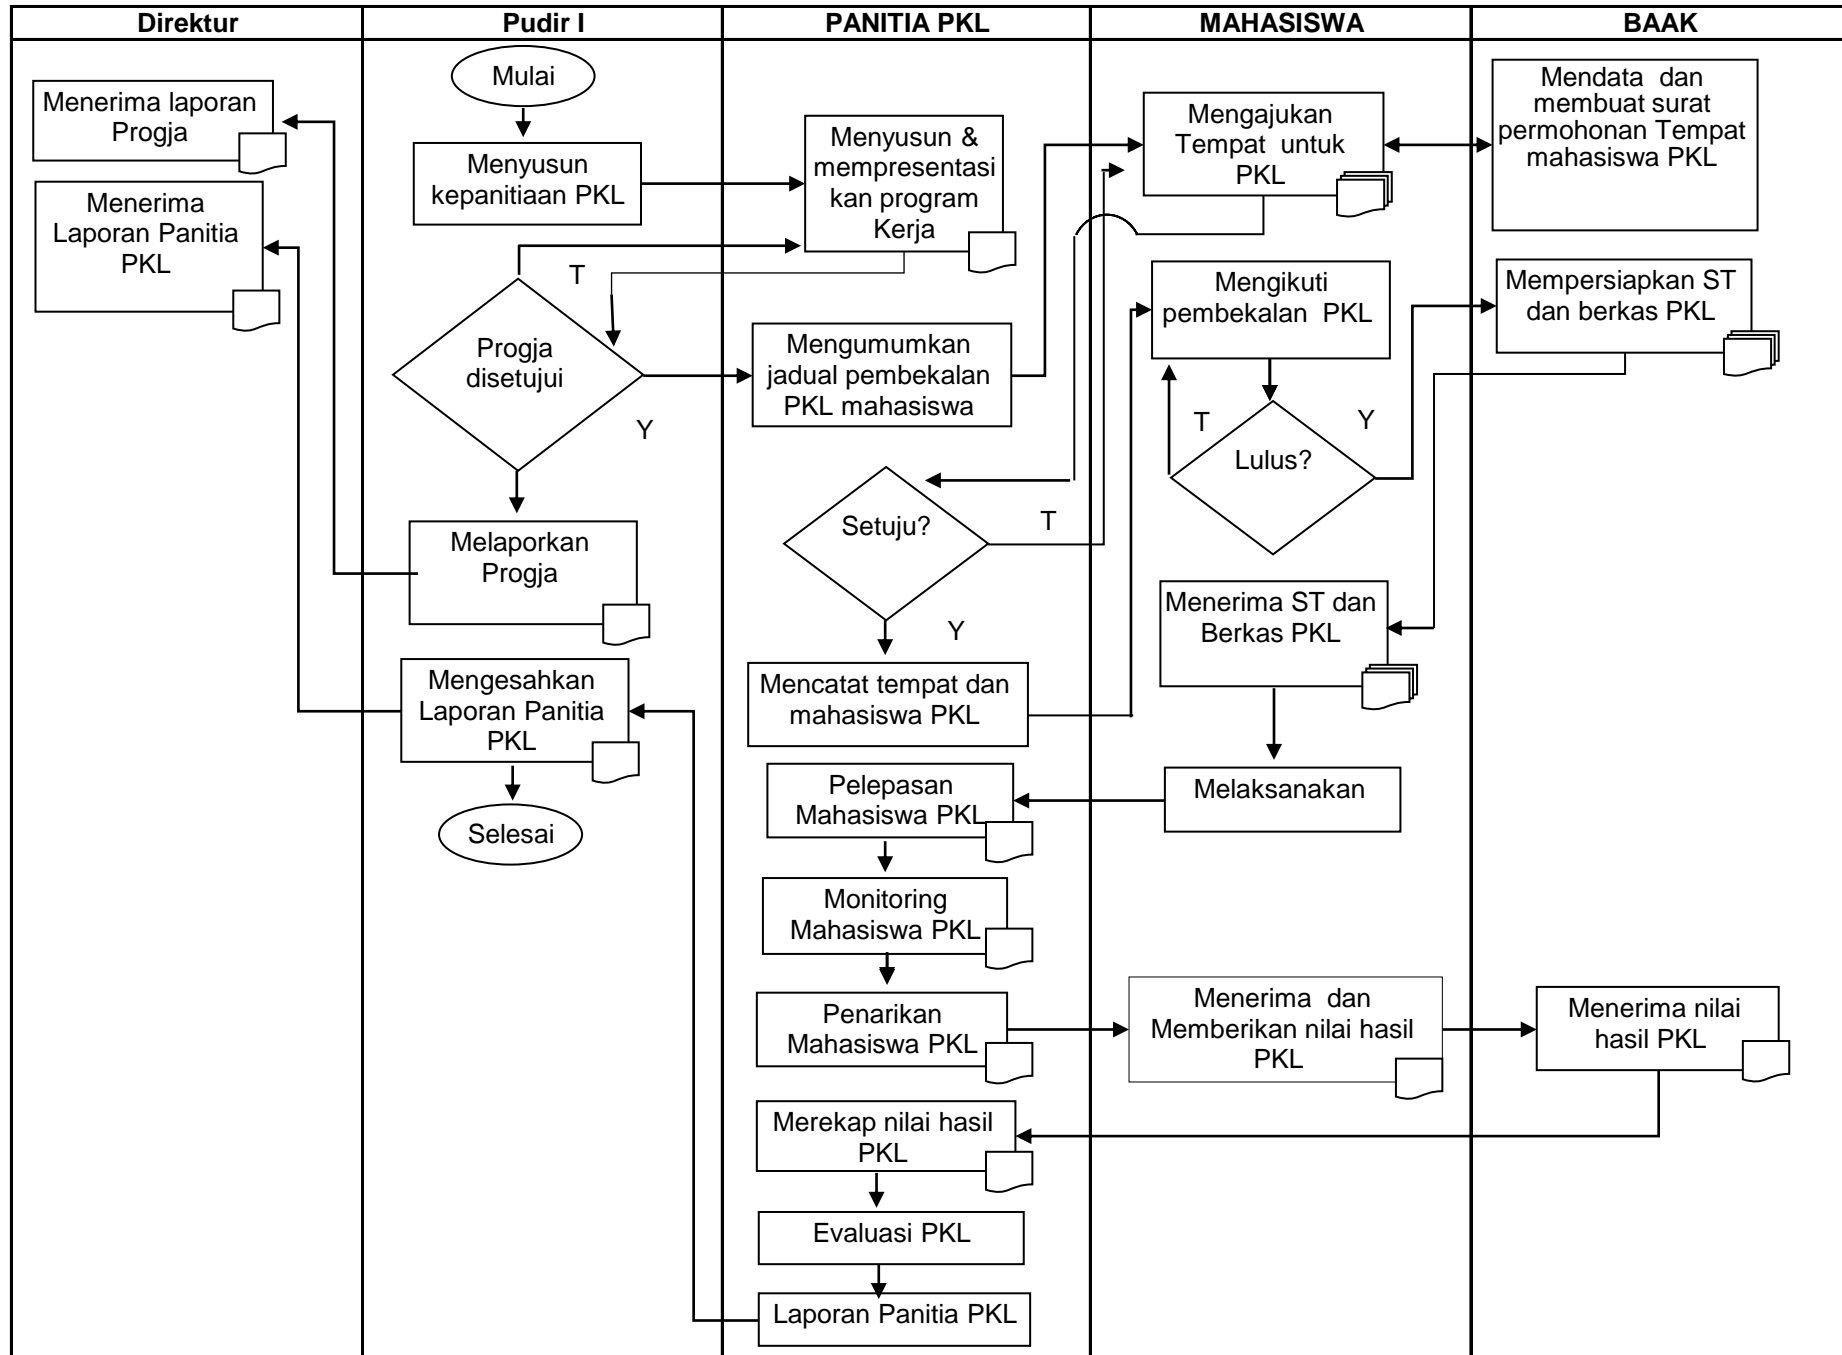 Direktur
Pudir I
PANITIA PKL
MAHASISWA
BAAK
Menerima laporan
Progja
Menerima
Laporan Panitia
PKL
Mulai
Menyusun
kepanitiaan PKL
T
Progja
disetujui
Y
Melaporkan
Progja
Mengesahkan
Laporan Panitia
PKL
Selesai
Menyusun &
mempresentasi
kan program
Kerja
Mengumumkan
jadual pembekalan
PKL mahasiswa
Setuju?
T
Y
Mencatat tempat dan
mahasiswa PKL
Pelepasan
Mahasiswa PKL
Monitoring
Mahasiswa PKL
Penarikan
Mahasiswa PKL
Merekap nilai hasil
PKL
Evaluasi PKL
Laporan Panitia PKL
Mengajukan
Tempat untuk
PKL
Mengikuti
pembekalan PKL
T
Y
Lulus?
Menerima ST dan
Berkas PKL
Melaksanakan
Menerima dan
Memberikan nilai hasil
PKL
Mendata dan
membuat surat
permohonan Tempat
mahasiswa PKL
Mempersiapkan ST
dan berkas PKL
Menerima nilai
hasil PKL